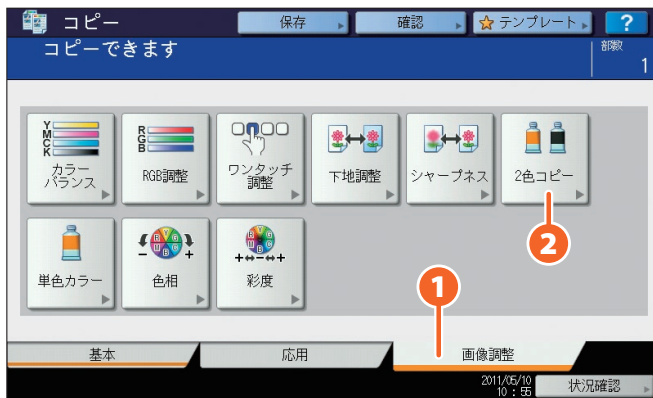 コピー
保存
確認
テンプレート
?
コピーできます
部数
1
Y
M
C
K
カラー
バランス
R
G
B
RGB調整
ワンタッチ
調整
下地調整
シャープネス
2色コピー
単色カラー
色相
+-+
彩度
1
2
基本
応用
画像調整
2011/05/10
10:55
状況確認